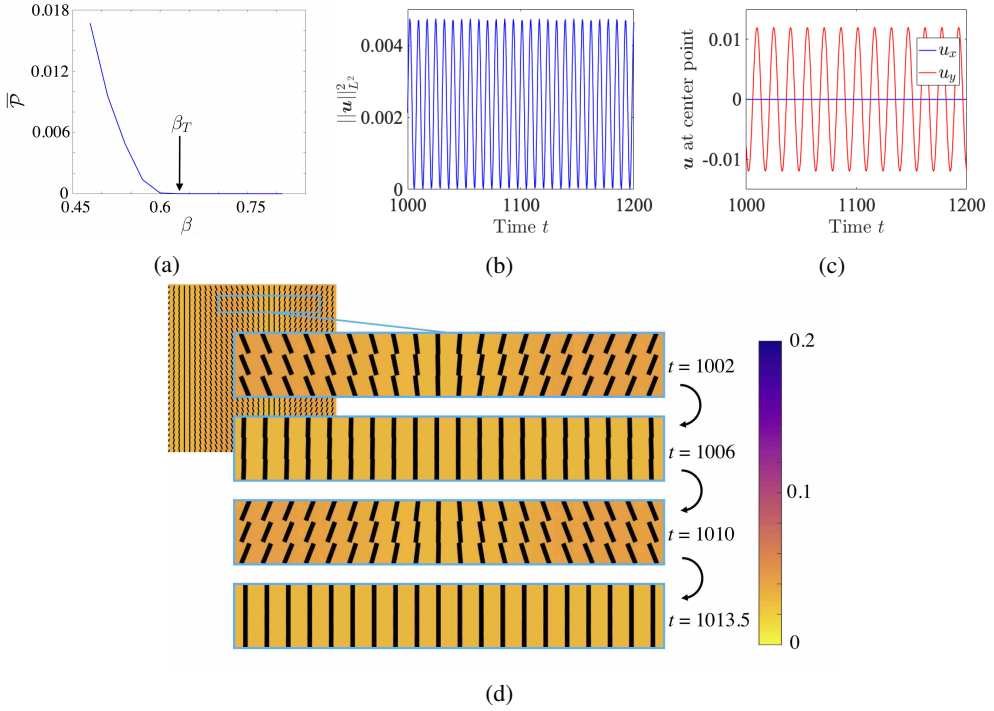 0.018
0.012
0.006
0
P̅
β_T
0.45
0.6
0.75
β
(a)
0.004
0.002
0
||u||²_{L²}
1000
1100
1200
Time t
(b)
0.01
0
-0.01
u at center point
u_x
u_y
1000
1100
1200
Time t
(c)
t = 1002
t = 1006
t = 1010
t = 1013.5
0.2
0.1
0
(d)